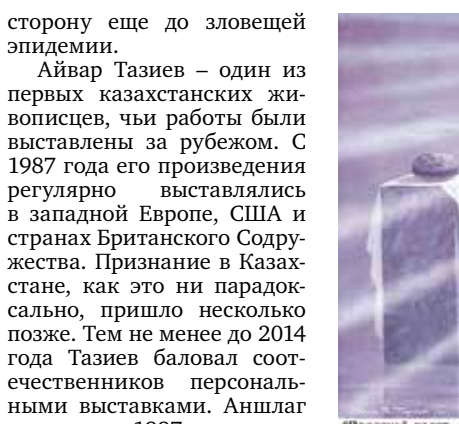 сторону еще до зловещей
эпидемии.
Айвар Тазиев – один из
первых казахстанских жи-
вописцев, чьи работы были
выставлены за рубежом. С
1987 года его произведения
регулярно выставлялись
в западной Европе, США и
странах Британского Содру-
жества. Признание в Казах-
стане, как это ни парадок-
сально, пришло несколько
позже. Тем не менее до 2014
года Тазиев баловал соот-
ечественников персональ-
ными выставками. Аншлаг